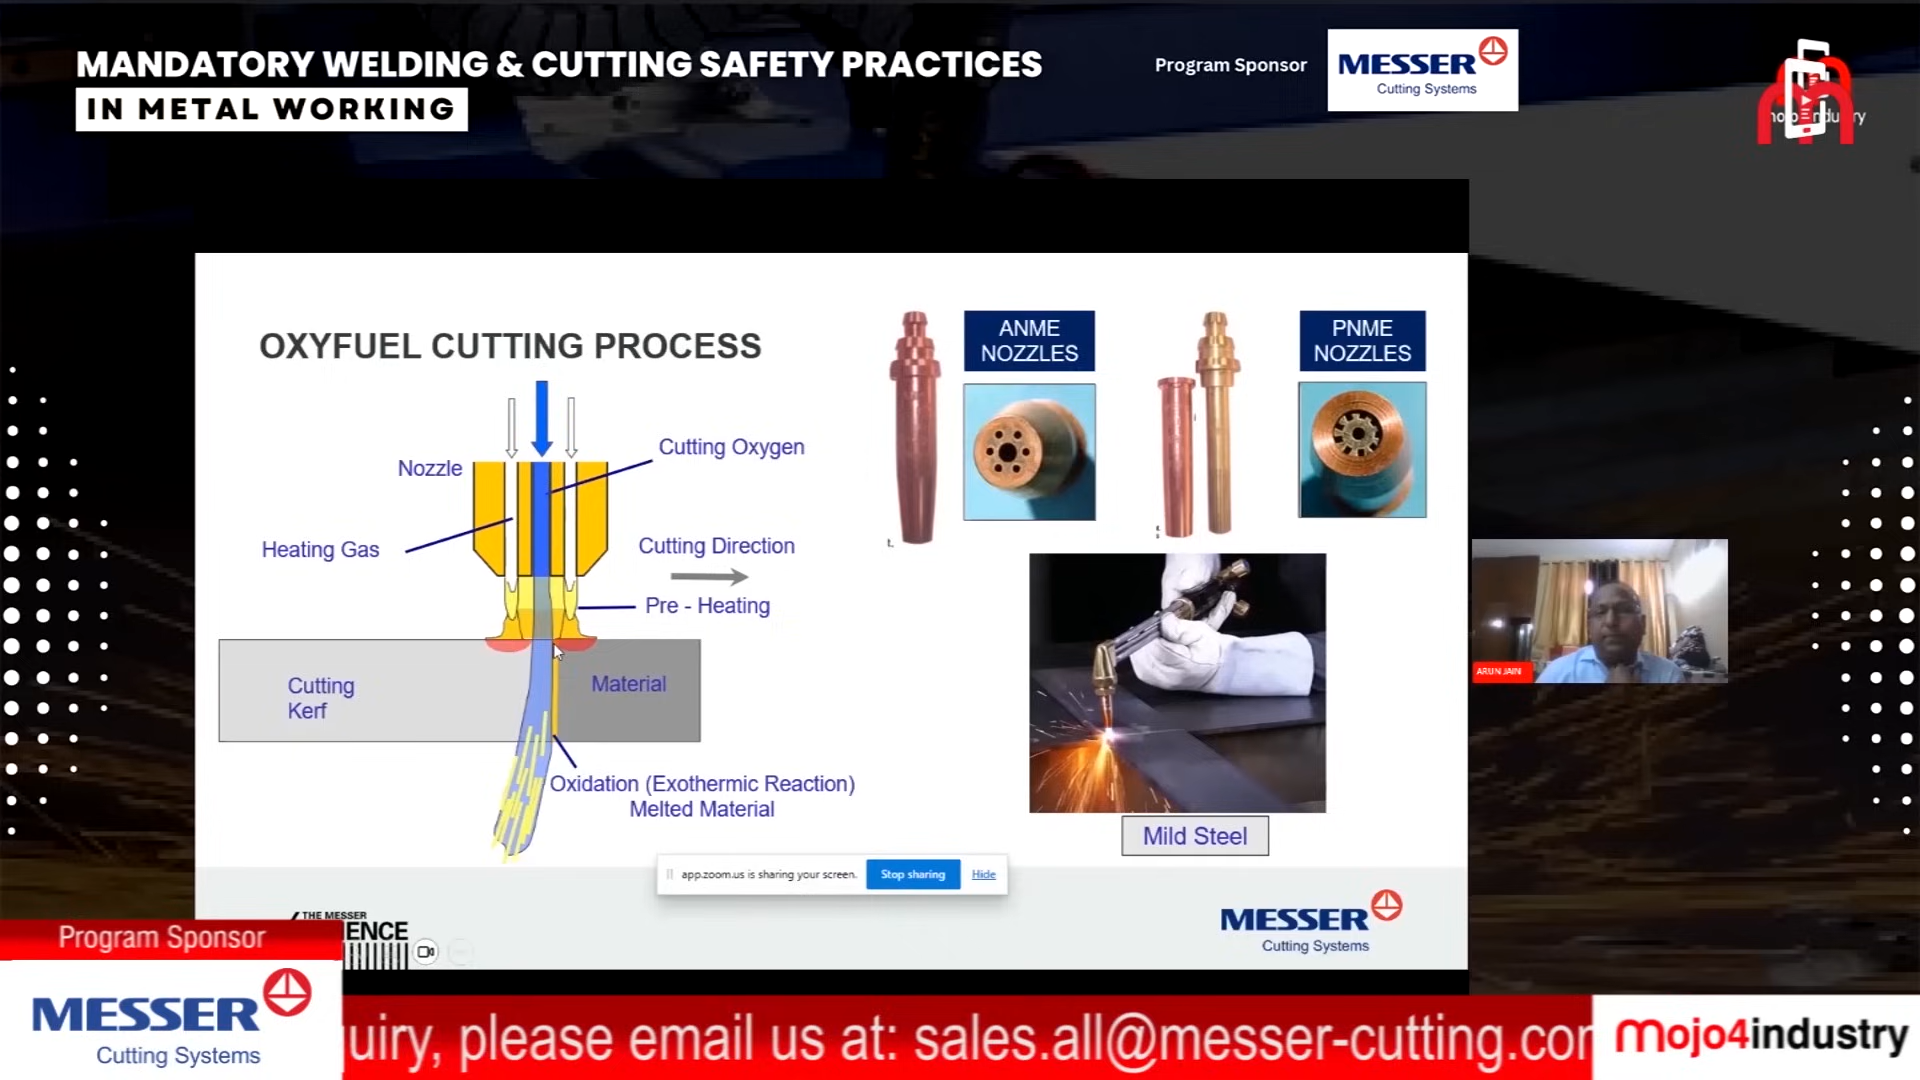 MANDATORY WELDING & CUTTING SAFETY PRACTICES
IN METAL WORKING
Program Sponsor
MESSER
Cutting Systems
OXYFUEL CUTTING PROCESS
ANME
NOZZLES
PNME
NOZZLES
Nozzle
Cutting Oxygen
Heating Gas
Cutting Direction
Pre - Heating
Cutting
Kerf
Material
Oxidation (Exothermic Reaction)
Melted Material
Mild Steel
ARUN JAIN
app.zoom.us is sharing your screen.
Stop sharing
Hide
THE MESSER
IENCE
MESSER
Cutting Systems
Program Sponsor
MESSER
Cutting Systems
uiry, please email us at: sales.all@messer-cutting.com
mojo4industry